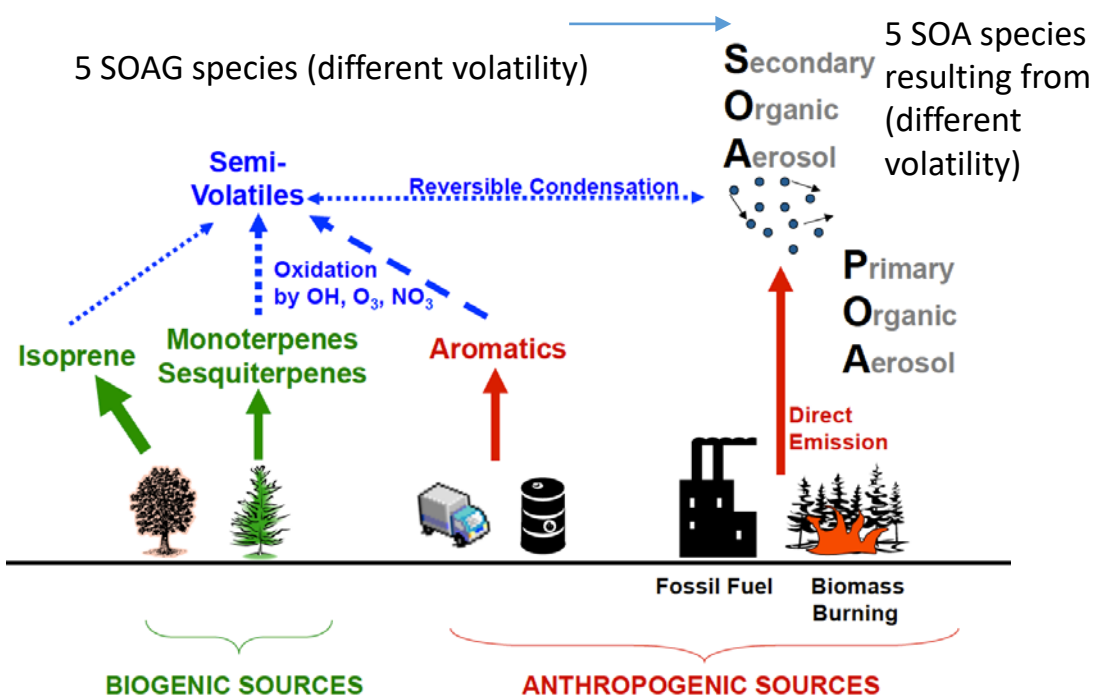 5 SOAG species (different volatility)
Secondary
Organic
Aerosol
5 SOA species
resulting from
(different
volatility)
Semi-
Volatiles
Reversible Condensation
Oxidation
by OH, O₃, NO₃
Primary
Organic
Aerosol
Isoprene
Monoterpenes
Sesquiterpenes
Aromatics
Direct
Emission
Fossil Fuel
Biomass
Burning
BIOGENIC SOURCES
ANTHROPOGENIC SOURCES